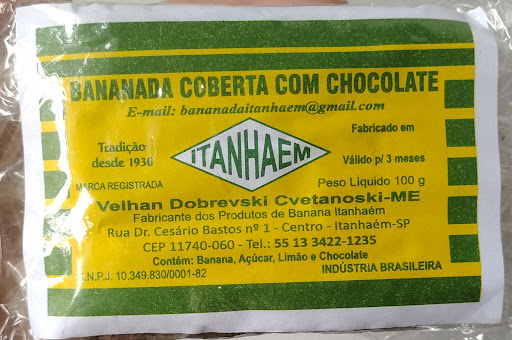 BANANADA COBERTA COM CHOCOLATE
E-mail: bananadaitanhaem@gmail.com
Tradição
desde 1936
ITANHAEM
Fabricado em
Válido p/ 3 meses
MARCA REGISTRADA
Peso Líquido 100 g
Velhan Dobrevski Cvetanoski-ME
Fabricante dos Produtos de Banana Itanhaém
Rua Dr. Cesário Bastos nº 1 - Centro - Itanhaém-SP
CEP 11740-060 - Tel.: 55 13 3422-1235
Contém: Banana, Açúcar, Limão e Chocolate
C.N.P.J. 10.349.830/0001-82
INDÚSTRIA BRASILEIRA